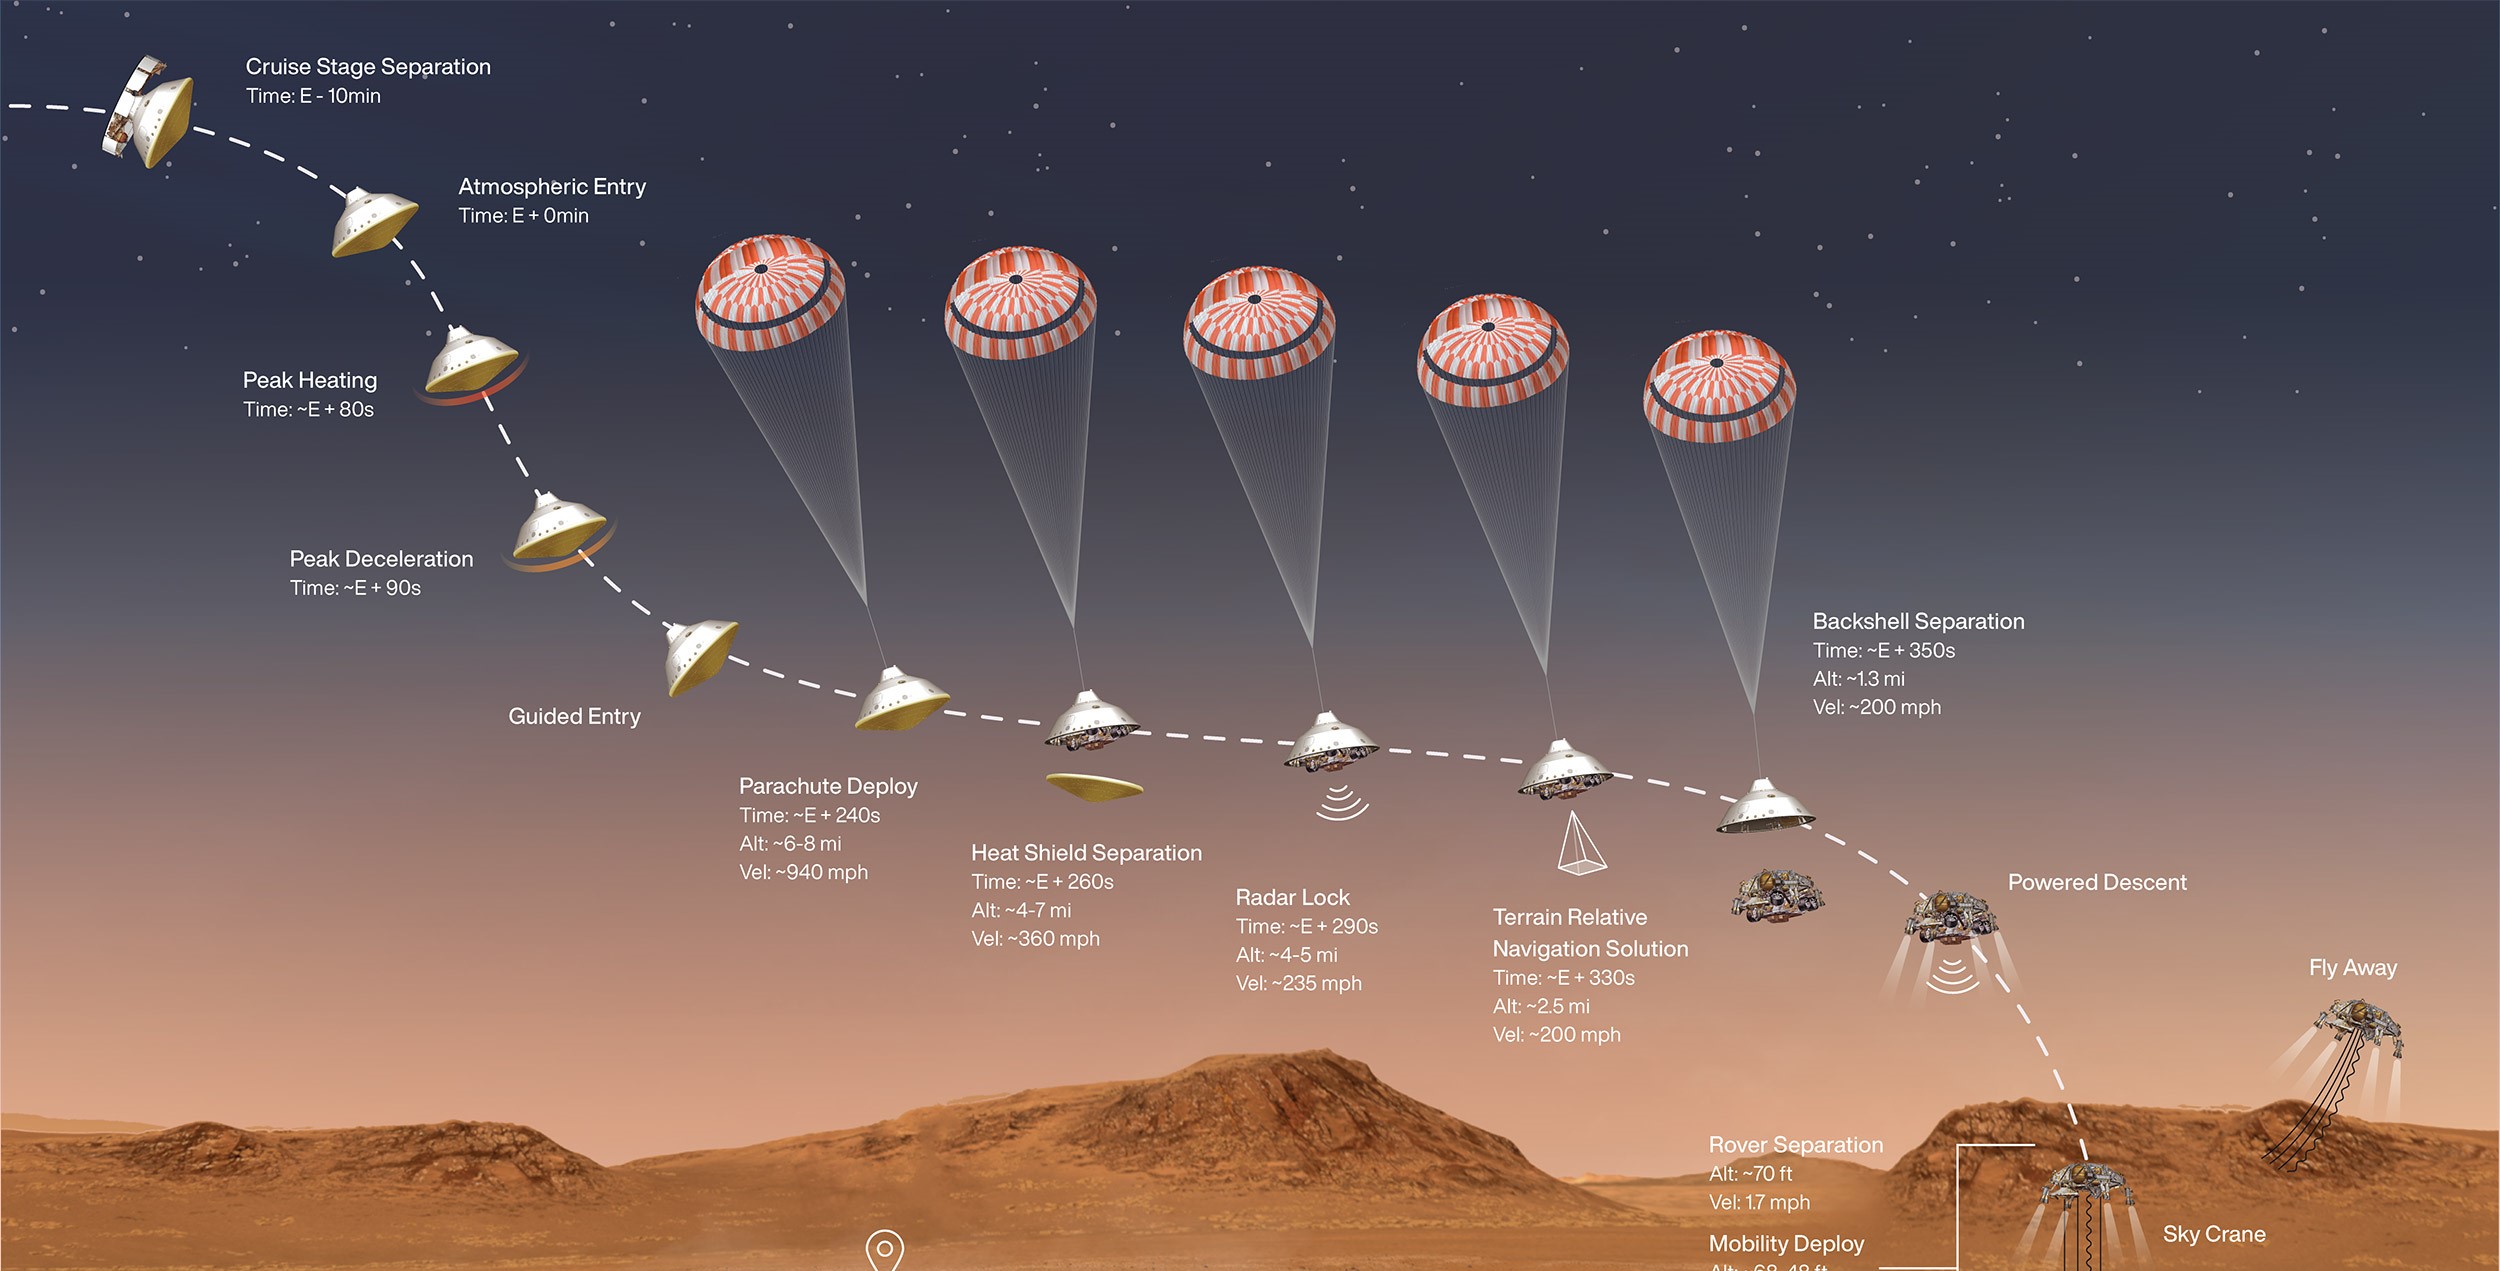 Cruise Stage Separation
Time: E - 10min
Atmospheric Entry
Time: E + 0min
Peak Heating
Time: ~E + 80s
Peak Deceleration
Time: ~E + 90s
Guided Entry
Parachute Deploy
Time: ~E + 240s
Alt: ~6-8 mi
Vel: ~940 mph
Heat Shield Separation
Time: ~E + 260s
Alt: ~4-7 mi
Vel: ~360 mph
Radar Lock
Time: ~E + 290s
Alt: ~4-5 mi
Vel: ~235 mph
Terrain Relative
Navigation Solution
Time: ~E + 330s
Alt: ~2.5 mi
Vel: ~200 mph
Backshell Separation
Time: ~E + 350s
Alt: ~1.3 mi
Vel: ~200 mph
Powered Descent
Fly Away
Rover Separation
Alt: ~70 ft
Vel: 1.7 mph
Sky Crane
Mobility Deploy